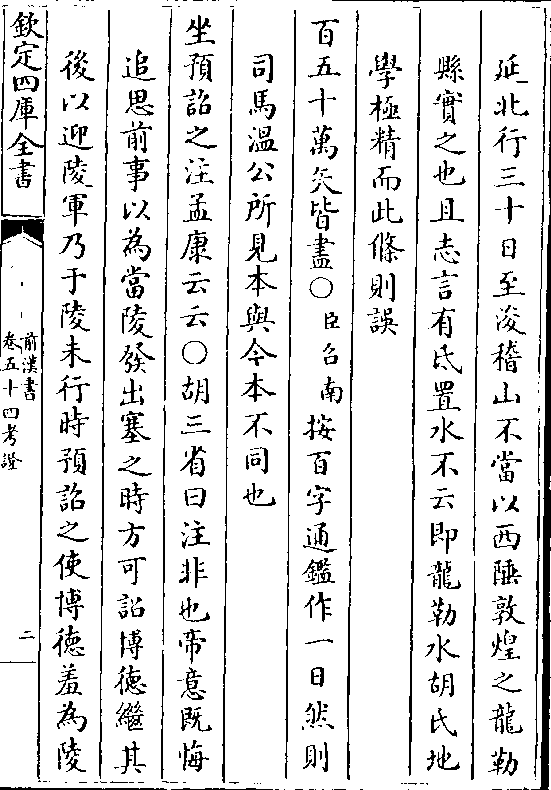 延北行三十日至浚稽山不當以西陲敦煌之龍勒
縣實之也且志言有氐置水不云即龍勒水胡氏地
學極精而此條則誤
百五十萬矢皆盡〇臣召南按百字通鑑作一日然則
司馬溫公所見本與今本不同也
坐預詔之注孟康云云〇胡三省曰注非也帝意既悔
追思前事以為當陵發出塞之時方可詔博德繼其
後以迎陵軍乃于陵未行時預詔之使博德羞為陵
欽定四庫全書
前漢書
卷五十四考證
二